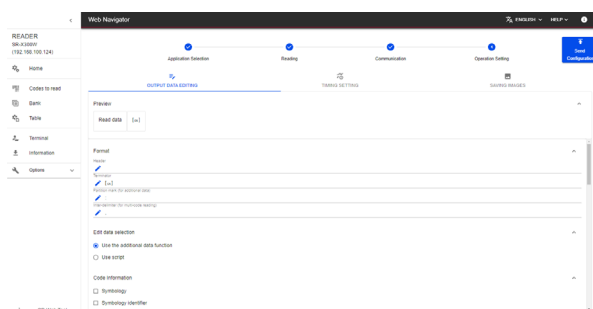 Web Navigator
ENGLISH
HELP
READER
SR-X300W
(192.168.100.124)
Home
Codes to read
Bank
Table
Terminal
Information
Options
Application Selection
Reading
Communication
Operation Setting
Send
Configuration
OUTPUT DATA EDITING
TIMING SETTING
SAVING IMAGES
Preview
Read data
[CR]
Format
Header
Terminator
[CR]
Partition mark (for additional data)
:
Inter-delimiter (for multi-code reading)
,
Edit data selection
Use the additional data function
Use script
Code information
Symbology
Symbology identifier